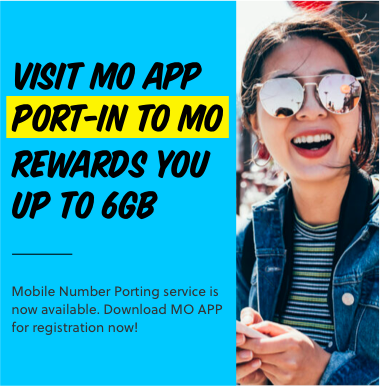 VISIT MO APP
PORT-IN TO MO
REWARDS YOU
UP TO 6GB
Mobile Number Porting service is
now available. Download MO APP
for registration now!